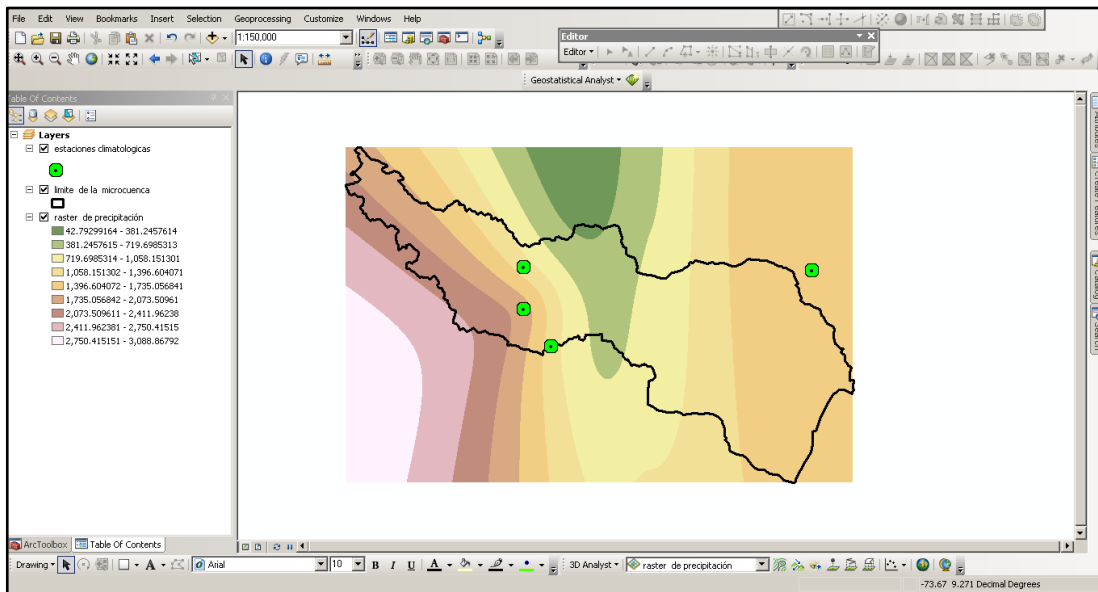 File Edit View Bookmarks Insert Selection Geoprocessing Customize Windows Help
1:150,000
Editor
Editor
Geostatistical Analyst
Table Of Contents
Layers
estaciones climatologicas
limite de la microcuenca
raster de precipitación
42.79299164 - 381.2457614
381.2457615 - 719.6985313
719.6985314 - 1,058.151301
1,058.151302 - 1,396.604071
1,396.604072 - 1,735.056841
1,735.056842 - 2,073.50961
2,073.509611 - 2,411.96238
2,411.962381 - 2,750.41515
2,750.415151 - 3,088.86792
Create Features
Catalog
Search
ArcToolbox Table Of Contents
Drawing A Arial 10 B I U A 3D Analyst raster de precipitación
-73.67 9.271 Decimal Degrees